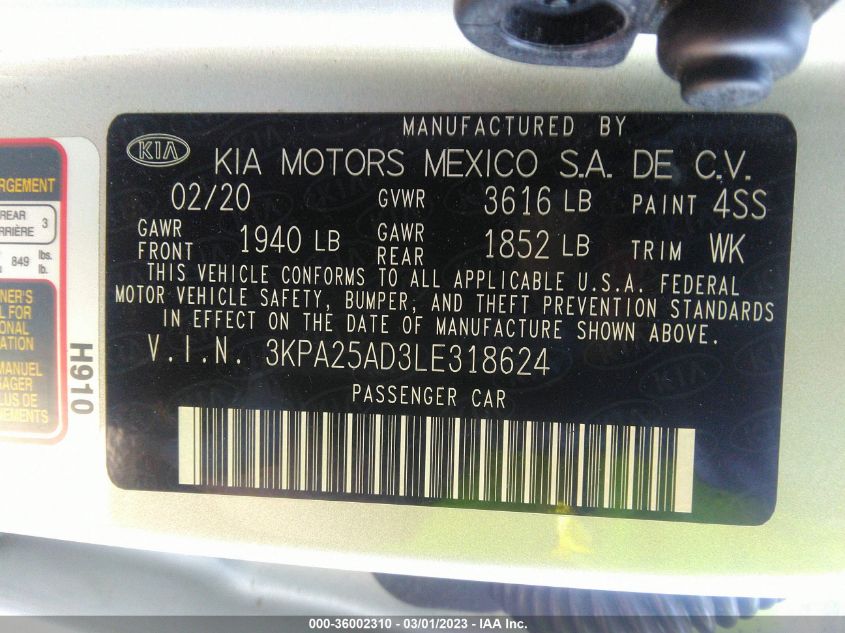 MANUFACTURED BY
KIA KIA MOTORS MEXICO S.A. DE C.V.
02/20 GVWR 3616 LB PAINT 4SS
GAWR FRONT 1940 LB GAWR REAR 1852 LB TRIM WK
THIS VEHICLE CONFORMS TO ALL APPLICABLE U.S.A. FEDERAL
MOTOR VEHICLE SAFETY, BUMPER, AND THEFT PREVENTION STANDARDS
IN EFFECT ON THE DATE OF MANUFACTURE SHOWN ABOVE.
V.I.N. 3KPA25AD3LE318624
PASSENGER CAR
RGEMENT
REAR
RRIÈRE 3
849 lbs.
lb.
NER'S
L FOR
ONAL
ATION
MANUEL
AGER
LUS DE
NEMENTS
H910
000-36002310 - 03/01/2023 - IAA Inc.